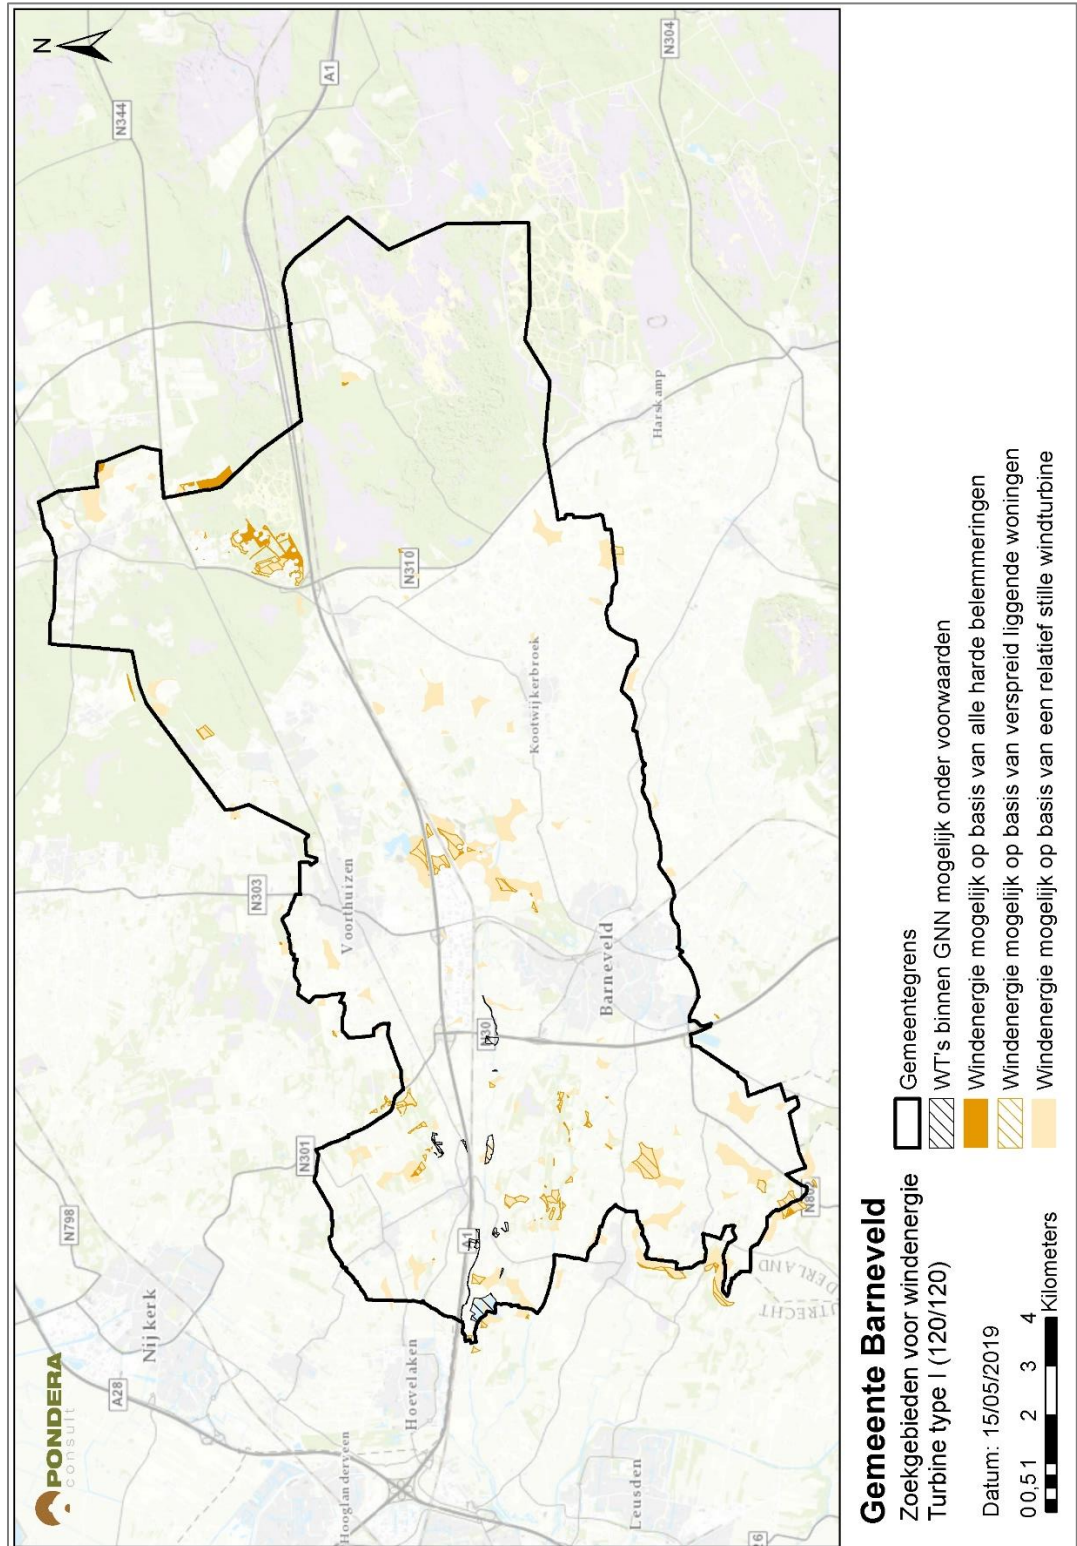 PONDERA
consult
N
N344
A1
N304
N798
Nijkerk
A28
N301
N303
Voorthuizen
Hoevelaken
Hooglanderveen
A1
N30
N310
Harskamp
Kootwijkerbroek
Barneveld
Leusden
UTRECHT
DERLAND
N802
26
Gemeente Barneveld
Zoekgebieden voor windenergie
Turbine type I (120/120)
Datum: 15/05/2019
0 0,5 1 2 3 4
Kilometers
Gemeentegrens
WT's binnen GNN mogelijk onder voorwaarden
Windenergie mogelijk op basis van alle harde belemmeringen
Windenergie mogelijk op basis van verspreid liggende woningen
Windenergie mogelijk op basis van een relatief stille windturbine